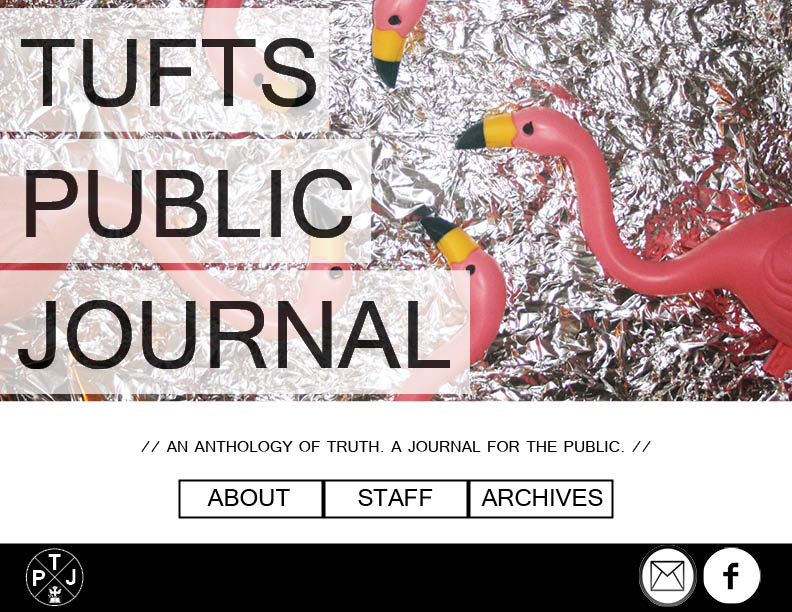 TUFTS
PUBLIC
JOURNAL
// AN ANTHOLOGY OF TRUTH. A JOURNAL FOR THE PUBLIC. //
ABOUT STAFF ARCHIVES
T
P J
f